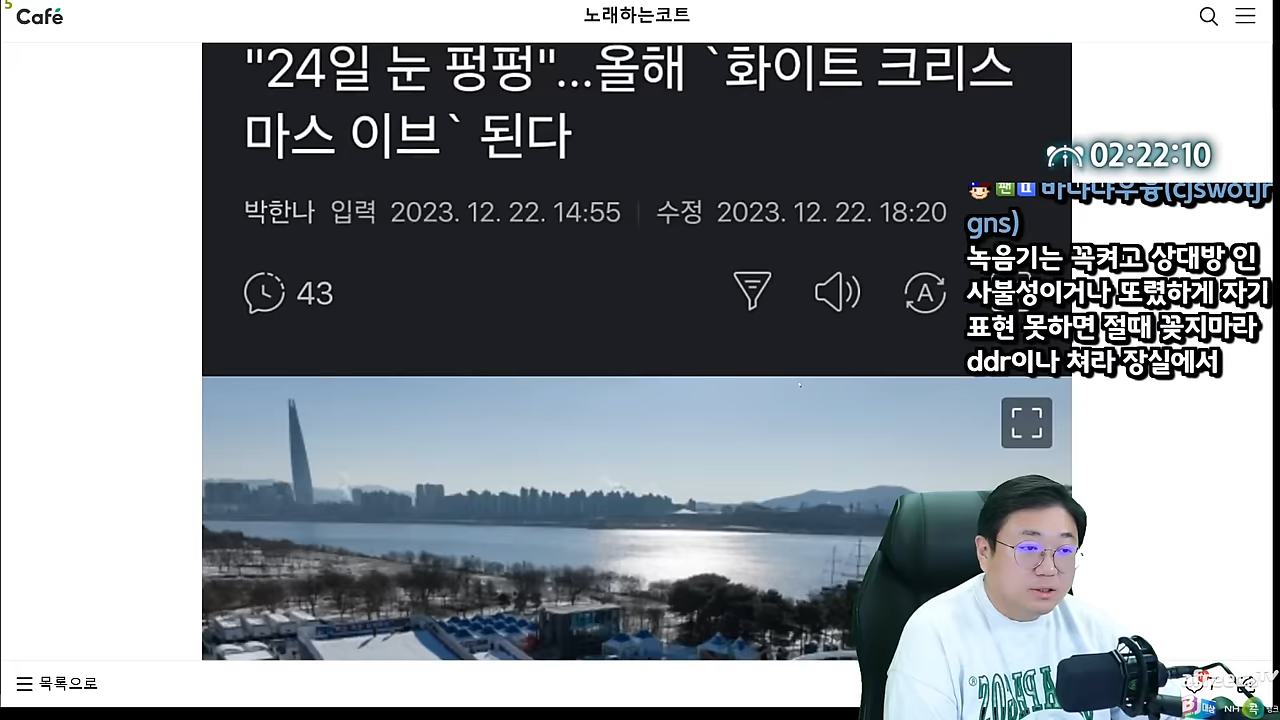 Café
노래하는코트
"24일 눈 펑펑"...올해 `화이트 크리스
마스 이브` 된다
02:22:10
박한나 입력 2023. 12. 22. 14:55 수정 2023. 12. 22. 18:20
43
gns)
녹음기는 꼭켜고 상대방 인
사불성이거나 또렸하게 자기
표현 못하면 절때 꽂지마라
ddr이나 쳐라 장실에서
목록으로
NH